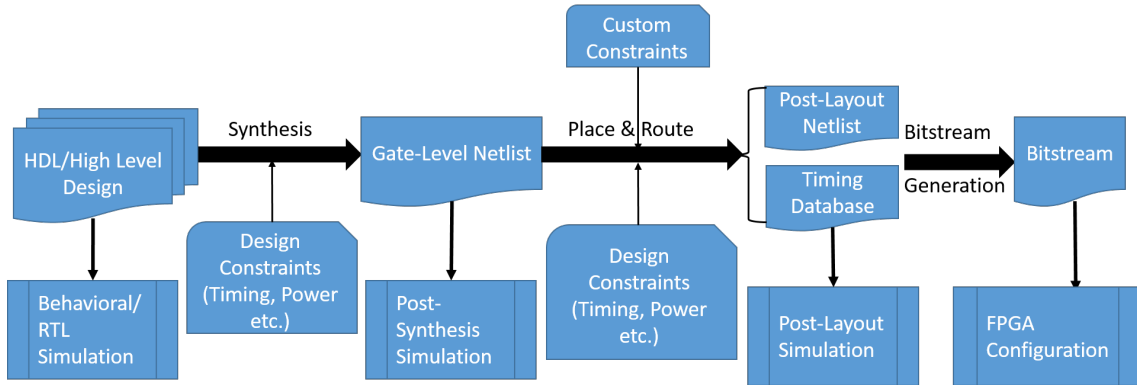 Custom
Constraints
Synthesis
Place & Route
Post-Layout
Netlist
Bitstream
Generation
HDL/High Level
Design
Gate-Level Netlist
Timing
Database
Bitstream
Design
Constraints
(Timing, Power
etc.)
Design
Constraints
(Timing, Power
etc.)
Behavioral/
RTL
Simulation
Post-
Synthesis
Simulation
Post-Layout
Simulation
FPGA
Configuration